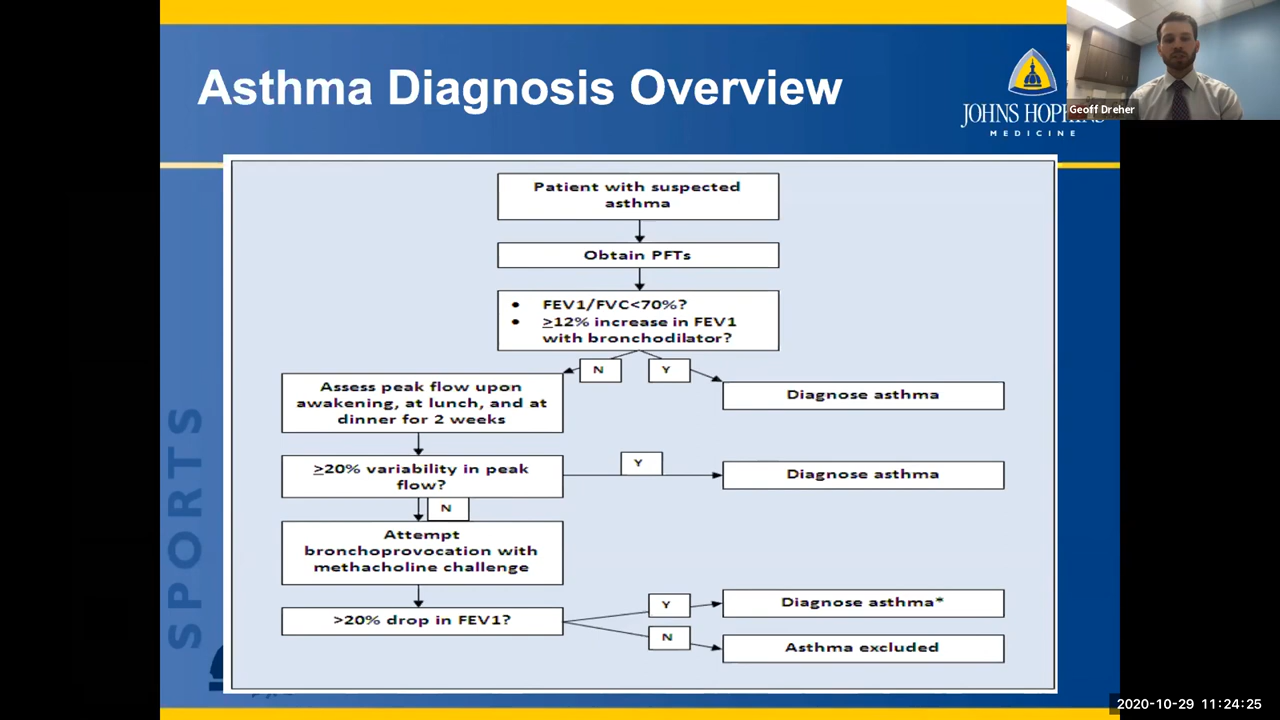 Asthma Diagnosis Overview
JOHNS HOPKINS
MEDICINE
Geoff Dreher
SPORTS
Patient with suspected
asthma
Obtain PFTs
• FEV1/FVC<70%?
• ≥12% increase in FEV1
with bronchodilator?
N
Y
Assess peak flow upon
awakening, at lunch, and at
dinner for 2 weeks
Diagnose asthma
≥20% variability in peak
flow?
Y
Diagnose asthma
N
Attempt
bronchoprovocation with
methacholine challenge
>20% drop in FEV1?
Y
Diagnose asthma*
N
Asthma excluded
2020-10-29 11:24:25